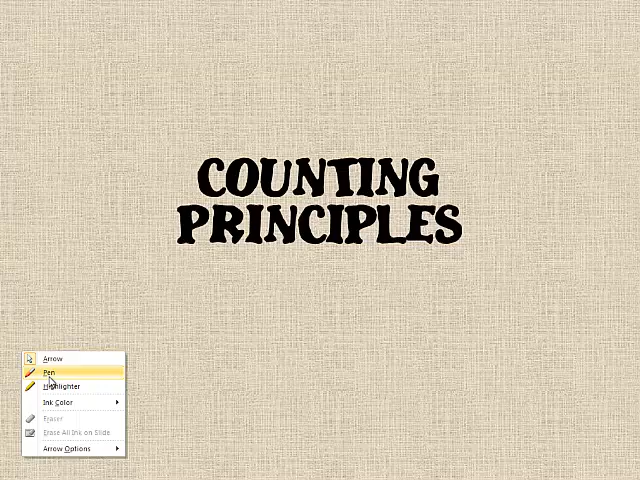 COUNTING
PRINCIPLES
Arrow
Pen
Highlighter
Ink Color
Eraser
Erase All Ink on Slide
Arrow Options